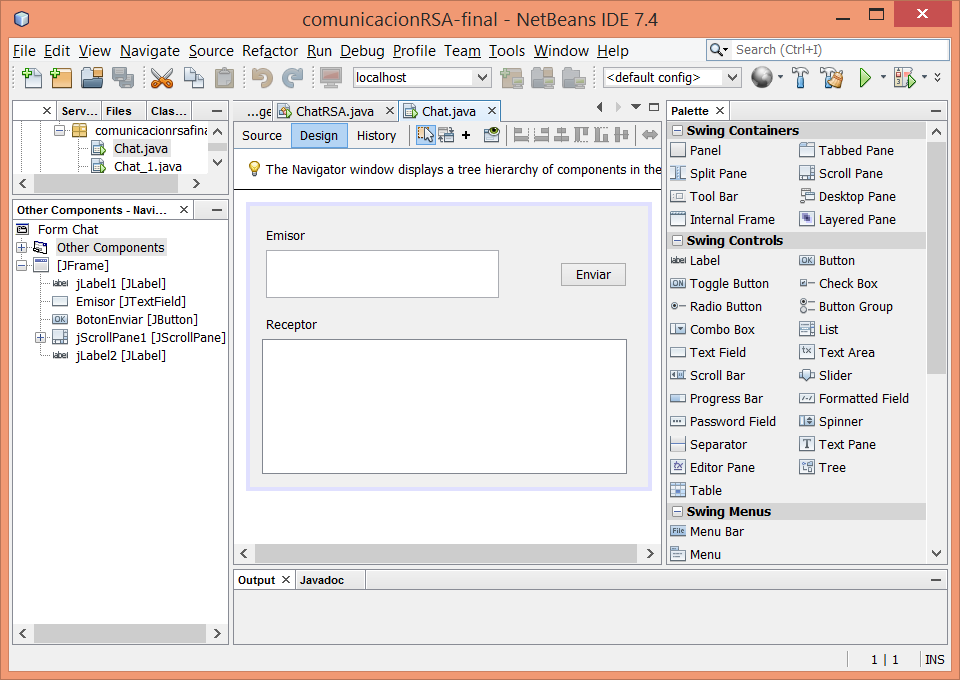 comunicacionRSA-final - NetBeans IDE 7.4
File Edit View Navigate Source Refactor Run Debug Profile Team Tools Window Help
Search (Ctrl+I)
localhost
<default config>
Serv... Files Clas...
comunicacionrsafina
Chat.java
Chat_1.java
...ge ChatRSA.java Chat.java
Source Design History
The Navigator window displays a tree hierarchy of components in the
Other Components - Navi...
Form Chat
Other Components
[JFrame]
label jLabel1 [JLabel]
Emisor [JTextField]
OK BotonEnviar [JButton]
jScrollPane1 [JScrollPane]
label jLabel2 [JLabel]
Emisor
Enviar
Receptor
Palette
Swing Containers
Panel Tabbed Pane
Split Pane Scroll Pane
Tool Bar Desktop Pane
Internal Frame Layered Pane
Swing Controls
label Label OK Button
ON Toggle Button Check Box
Radio Button Button Group
Combo Box List
Text Field tx Text Area
Scroll Bar Slider
Progress Bar Formatted Field
Password Field Spinner
Separator T Text Pane
Editor Pane Tree
Table
Swing Menus
File Menu Bar
Menu
Output Javadoc
1 | 1 INS